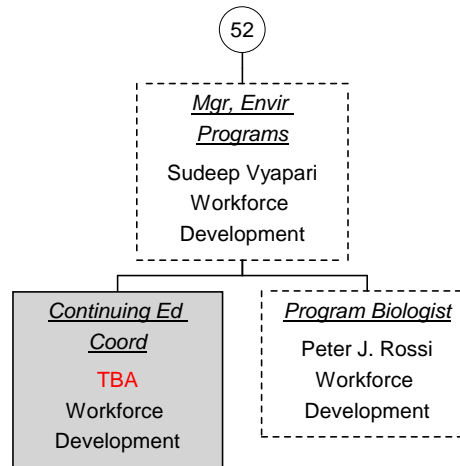 52
Mgr, Envir
Programs
Sudeep Vyapari
Workforce
Development
Continuing Ed
Coord
TBA
Workforce
Development
Program Biologist
Peter J. Rossi
Workforce
Development